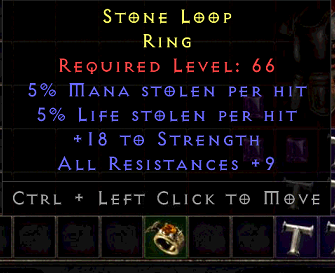 Stone Loop
Ring
Required Level: 66
5% Mana stolen per hit
5% Life stolen per hit
+18 to Strength
All Resistances +9
Ctrl + Left Click to Move